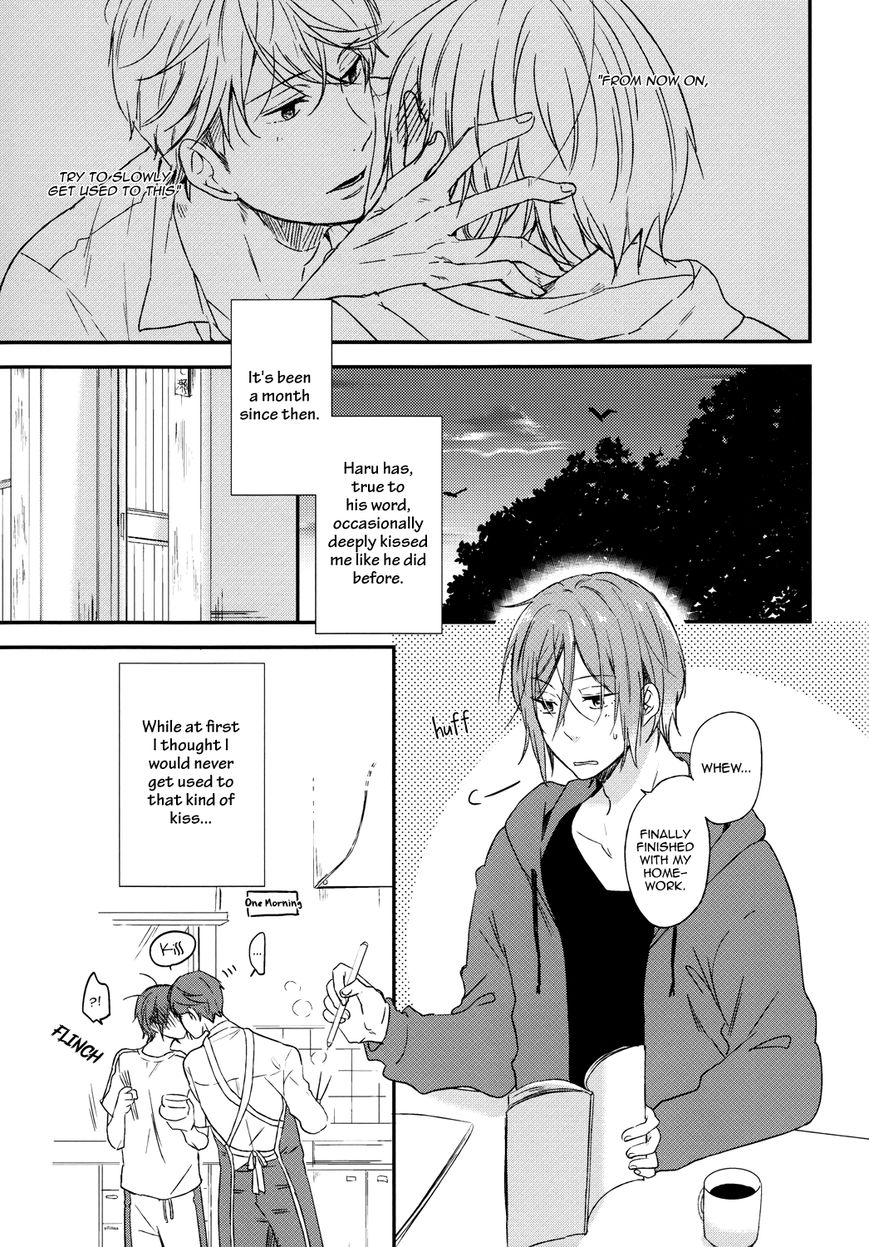 "FROM NOW ON,
TRY TO SLOWLY
GET USED TO THIS"
It's been
a month
since then.
Haru has,
true to
his word,
occasionally
deeply kissed
me like he did
before.
huff
WHEW...
FINALLY
FINISHED
WITH MY
HOME-
WORK.
While at first
I thought I
would never
get used to
that kind of
kiss...
One Morning
...
Kiss
?!
FLINCH